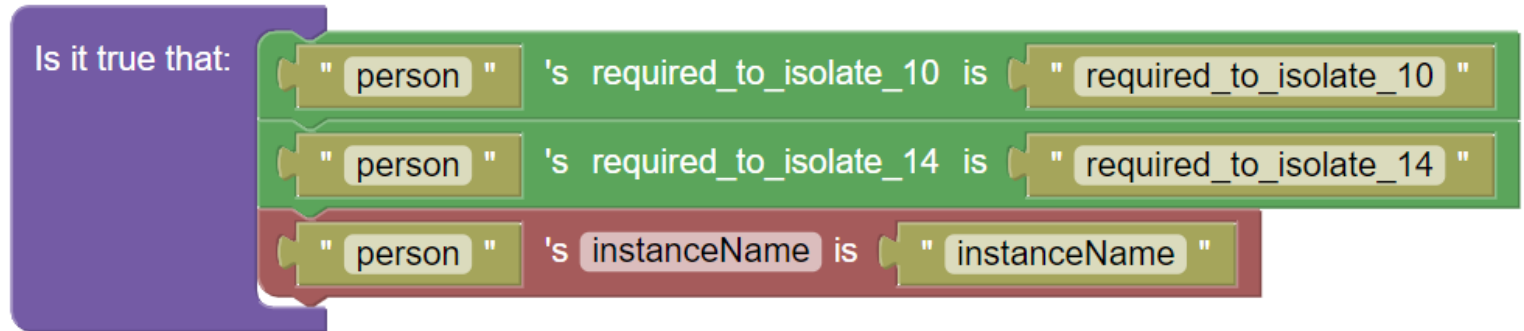 Is it true that: " person " 's required_to_isolate_10 is " required_to_isolate_10 "
" person " 's required_to_isolate_14 is " required_to_isolate_14 "
" person " 's instanceName is " instanceName "